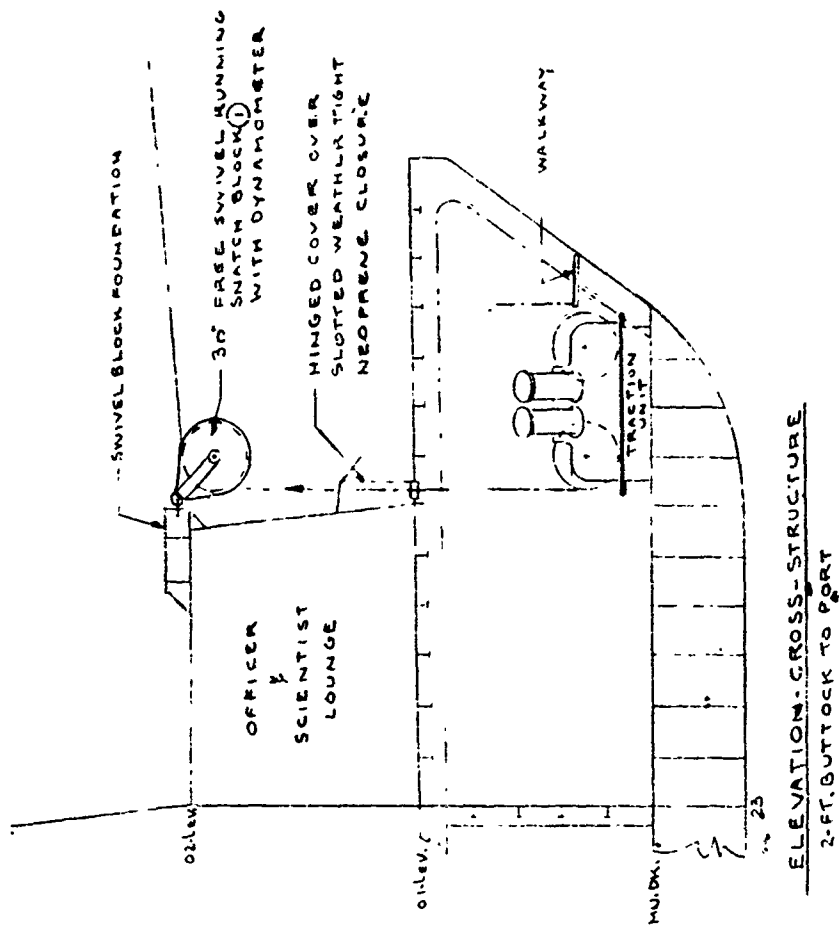 SWIVEL BLOCK FOUNDATION
30" FREE SWIVEL RUNNING
SNATCH BLOCK ①
WITH DYNAMOMETER
HINGED COVER OVER
SLOTTED WEATHER TIGHT
NEOPRENE CLOSURE
WALKWAY
OFFICER
&
SCIENTIST
LOUNGE
02-LEV.
01-LEV.
TRACTION
UNIT
MN.DK.
23
ELEVATION-CROSS-STRUCTURE
2-FT. BUTTOCK TO PORT